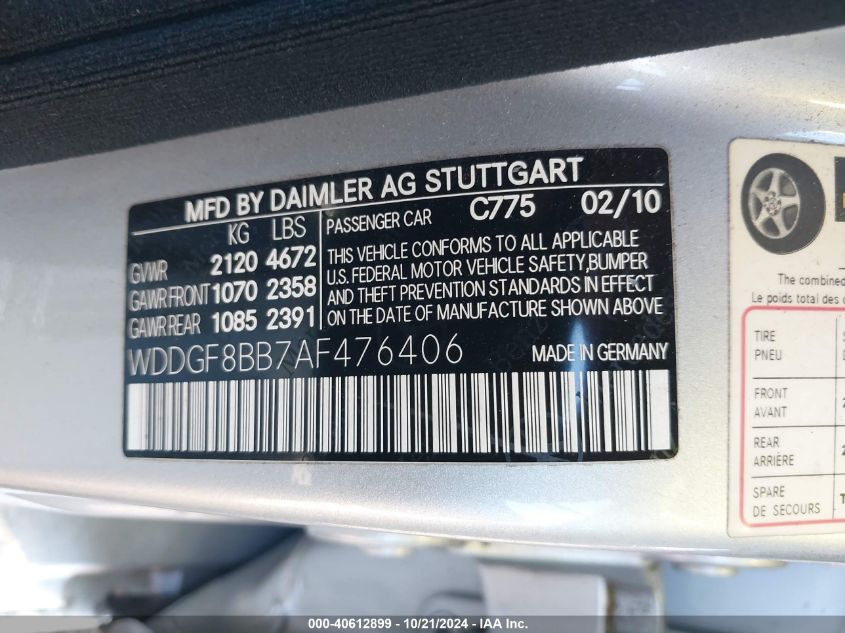 MFD BY DAIMLER AG STUTTGART
KG LBS PASSENGER CAR C775 02/10
GVWR 2120 4672
GAWR FRONT 1070 2358
GAWR REAR 1085 2391
THIS VEHICLE CONFORMS TO ALL APPLICABLE
U.S. FEDERAL MOTOR VEHICLE SAFETY,BUMPER
AND THEFT PREVENTION STANDARDS IN EFFECT
ON THE DATE OF MANUFACTURE SHOWN ABOVE
WDDGF8BB7AF476406 MADE IN GERMANY
The combined
Le poids total des
TIRE
PNEU
FRONT
AVANT
REAR
ARRIÈRE
SPARE
DE SECOURS
000-40612899 - 10/21/2024 - IAA Inc.